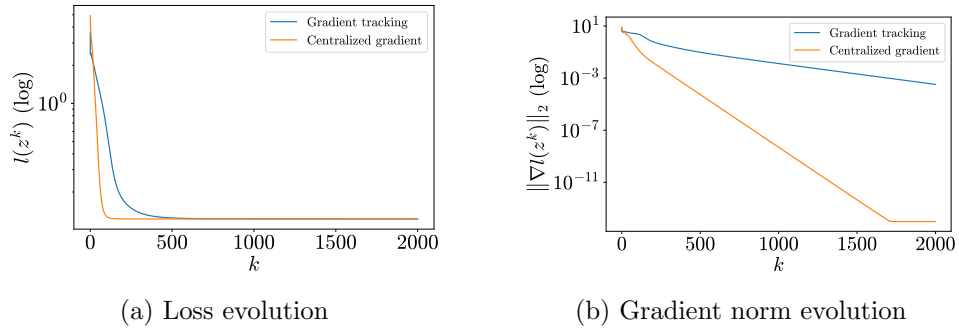 Gradient tracking
Centralized gradient
l(z^k) (log)
10^0
0
500
1000
1500
2000
k
(a) Loss evolution
Gradient tracking
Centralized gradient
‖∇l(z^k)‖_2 (log)
10^1
10^{-3}
10^{-7}
10^{-11}
0
500
1000
1500
2000
k
(b) Gradient norm evolution